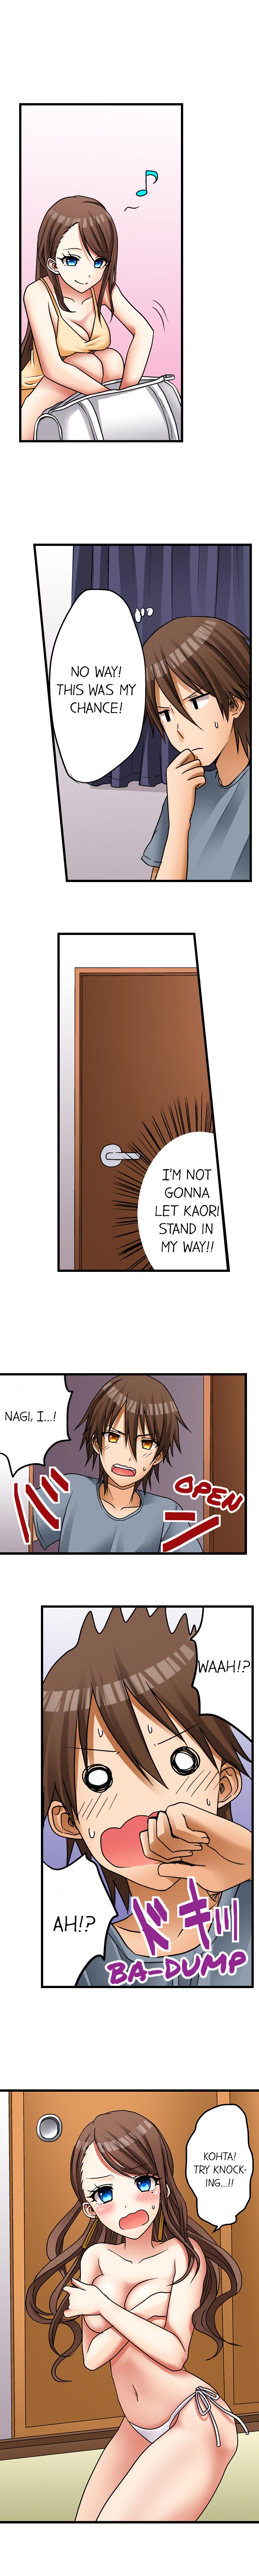 NO WAY!
THIS WAS MY
CHANCE!
I'M NOT
GONNA
LET KAORI
STAND IN
MY WAY!!
NAGI, I...!
バン
OPEN
WAAH!?
AH!?
ドキッ
BA-DUMP
KOHTA!
TRY KNOCK-
ING...!!